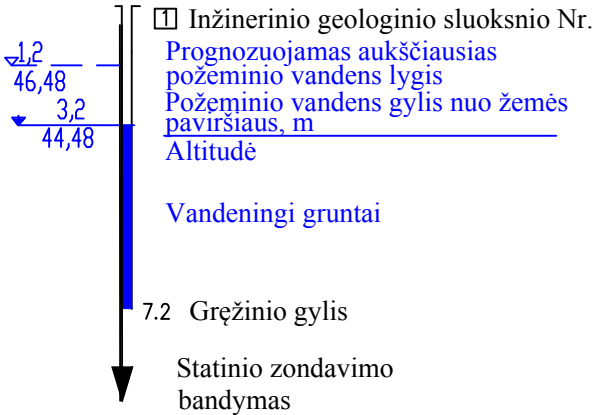 1 Inžinerinio geologinio sluoksnio Nr.
1,2 Prognozuojamas aukščiausias
46,48 požeminio vandens lygis
3,2 Požeminio vandens gylis nuo žemės
paviršiaus, m
44,48 Altitudė
Vandeningi gruntai
7.2 Gręžinio gylis
Statinio zondavimo
bandymas